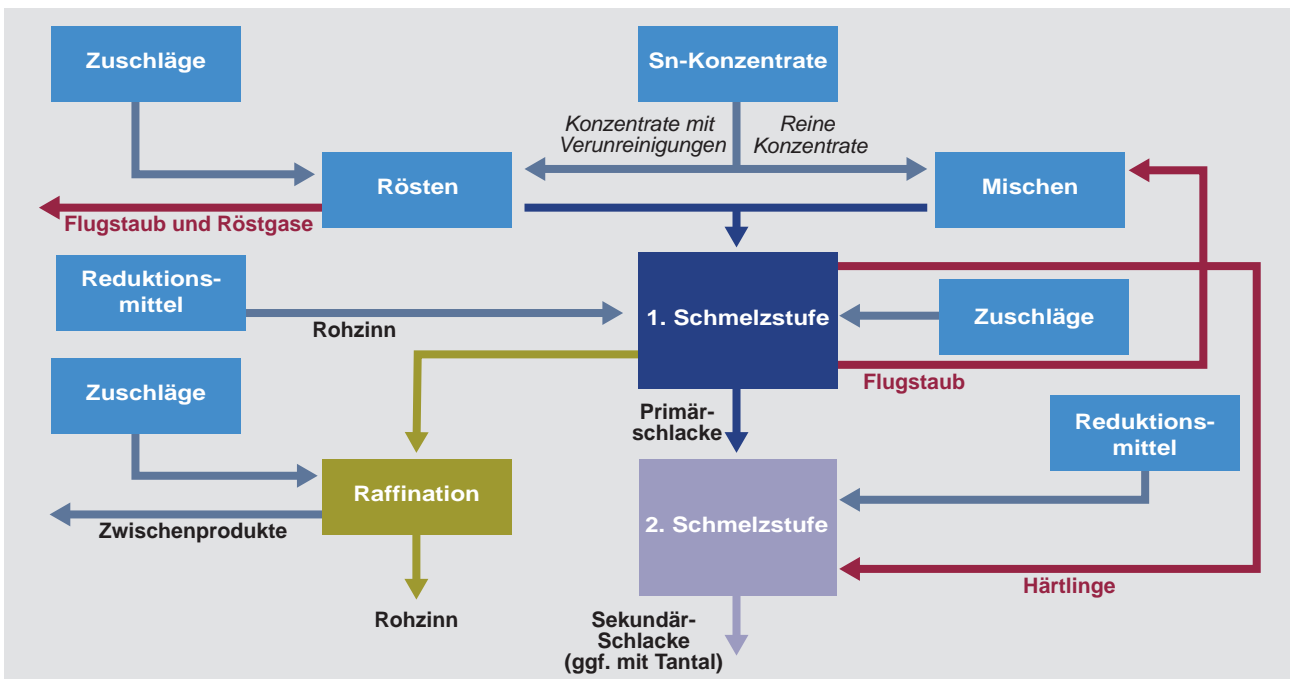 Zuschläge
Sn-Konzentrate
Konzentrate mit
Verunreinigungen
Reine
Konzentrate
Rösten
Mischen
Flugstaub und Röstgase
Reduktions-
mittel
1. Schmelzstufe
Zuschläge
Rohzinn
Flugstaub
Zuschläge
Primär-
schlacke
Reduktions-
mittel
Raffination
2. Schmelzstufe
Zwischenprodukte
Härtlinge
Rohzinn
Sekundär-
Schlacke
(ggf. mit Tantal)